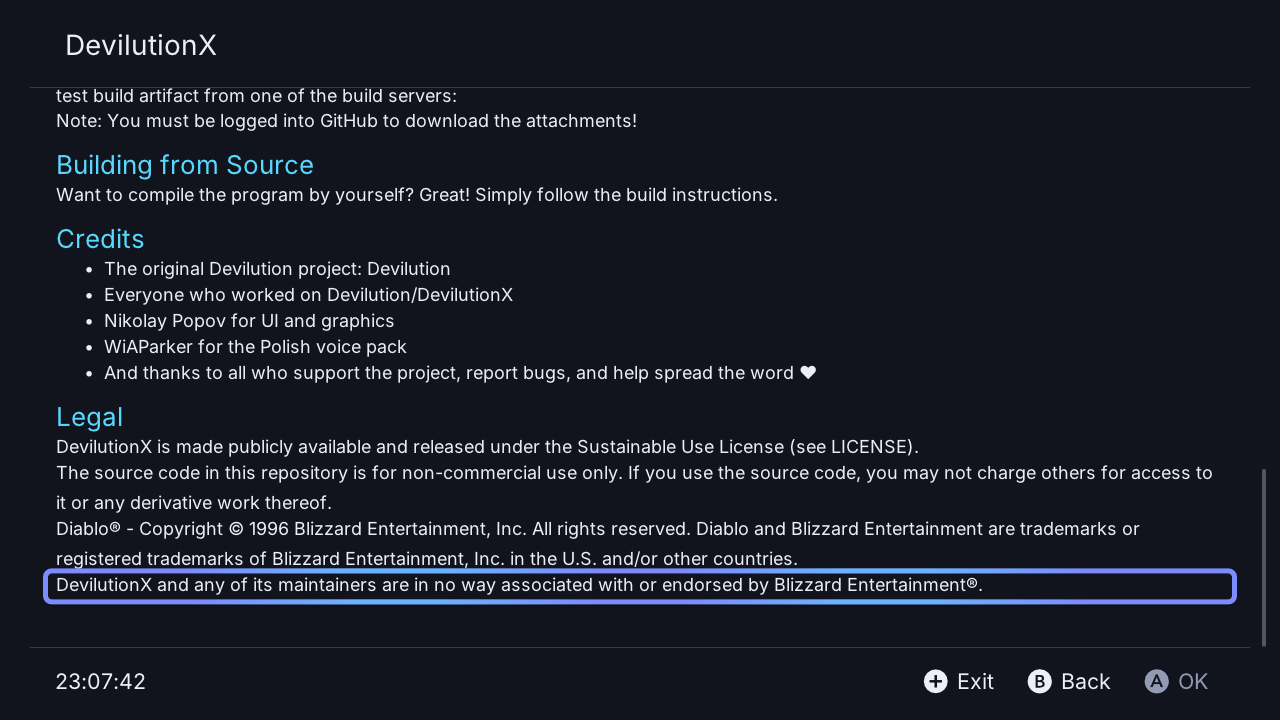 DevilutionX
test build artifact from one of the build servers:
Note: You must be logged into GitHub to download the attachments!
Building from Source
Want to compile the program by yourself? Great! Simply follow the build instructions.
Credits
• The original Devilution project: Devilution
• Everyone who worked on Devilution/DevilutionX
• Nikolay Popov for UI and graphics
• WiAParker for the Polish voice pack
• And thanks to all who support the project, report bugs, and help spread the word ♥
Legal
DevilutionX is made publicly available and released under the Sustainable Use License (see LICENSE).
The source code in this repository is for non-commercial use only. If you use the source code, you may not charge others for access to
it or any derivative work thereof.
Diablo® - Copyright © 1996 Blizzard Entertainment, Inc. All rights reserved. Diablo and Blizzard Entertainment are trademarks or
registered trademarks of Blizzard Entertainment, Inc. in the U.S. and/or other countries.
DevilutionX and any of its maintainers are in no way associated with or endorsed by Blizzard Entertainment®.
23:07:42 + Exit B Back A OK